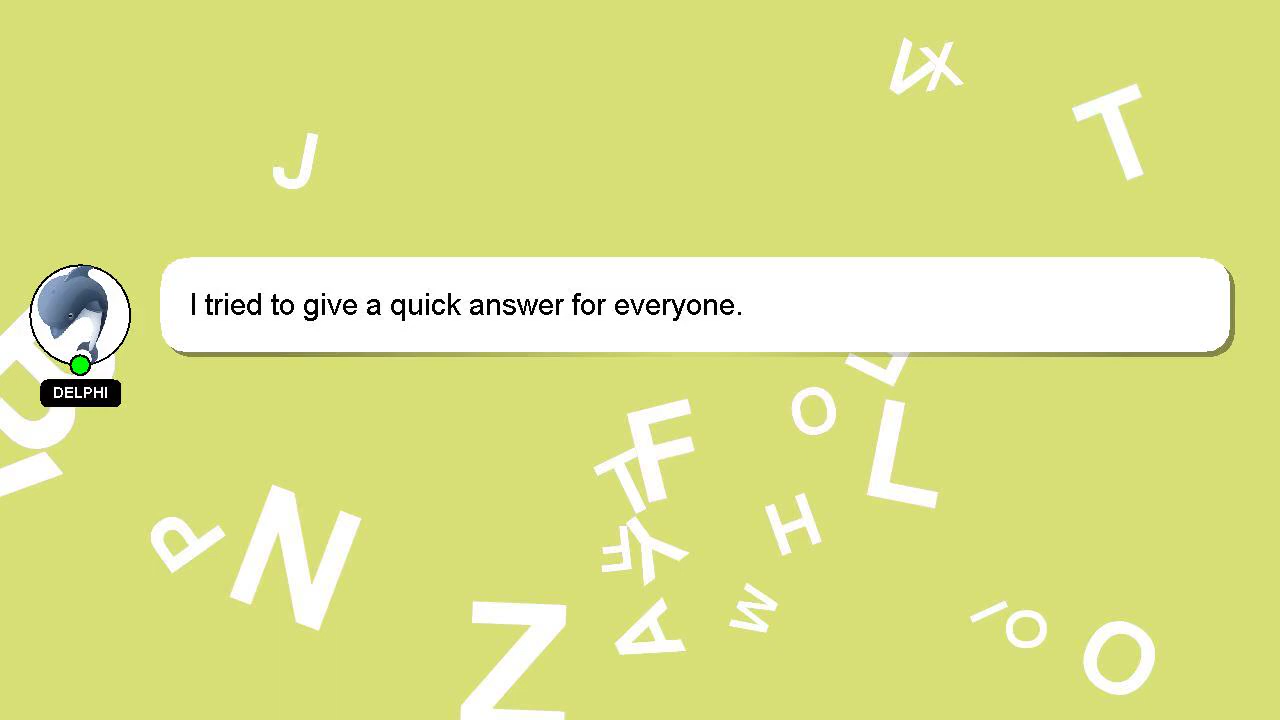 V
X
T
J
I tried to give a quick answer for everyone.
DELPHI
L
O
F
L
T
P
N
H
F
Y
Z
A
M
I
O
O